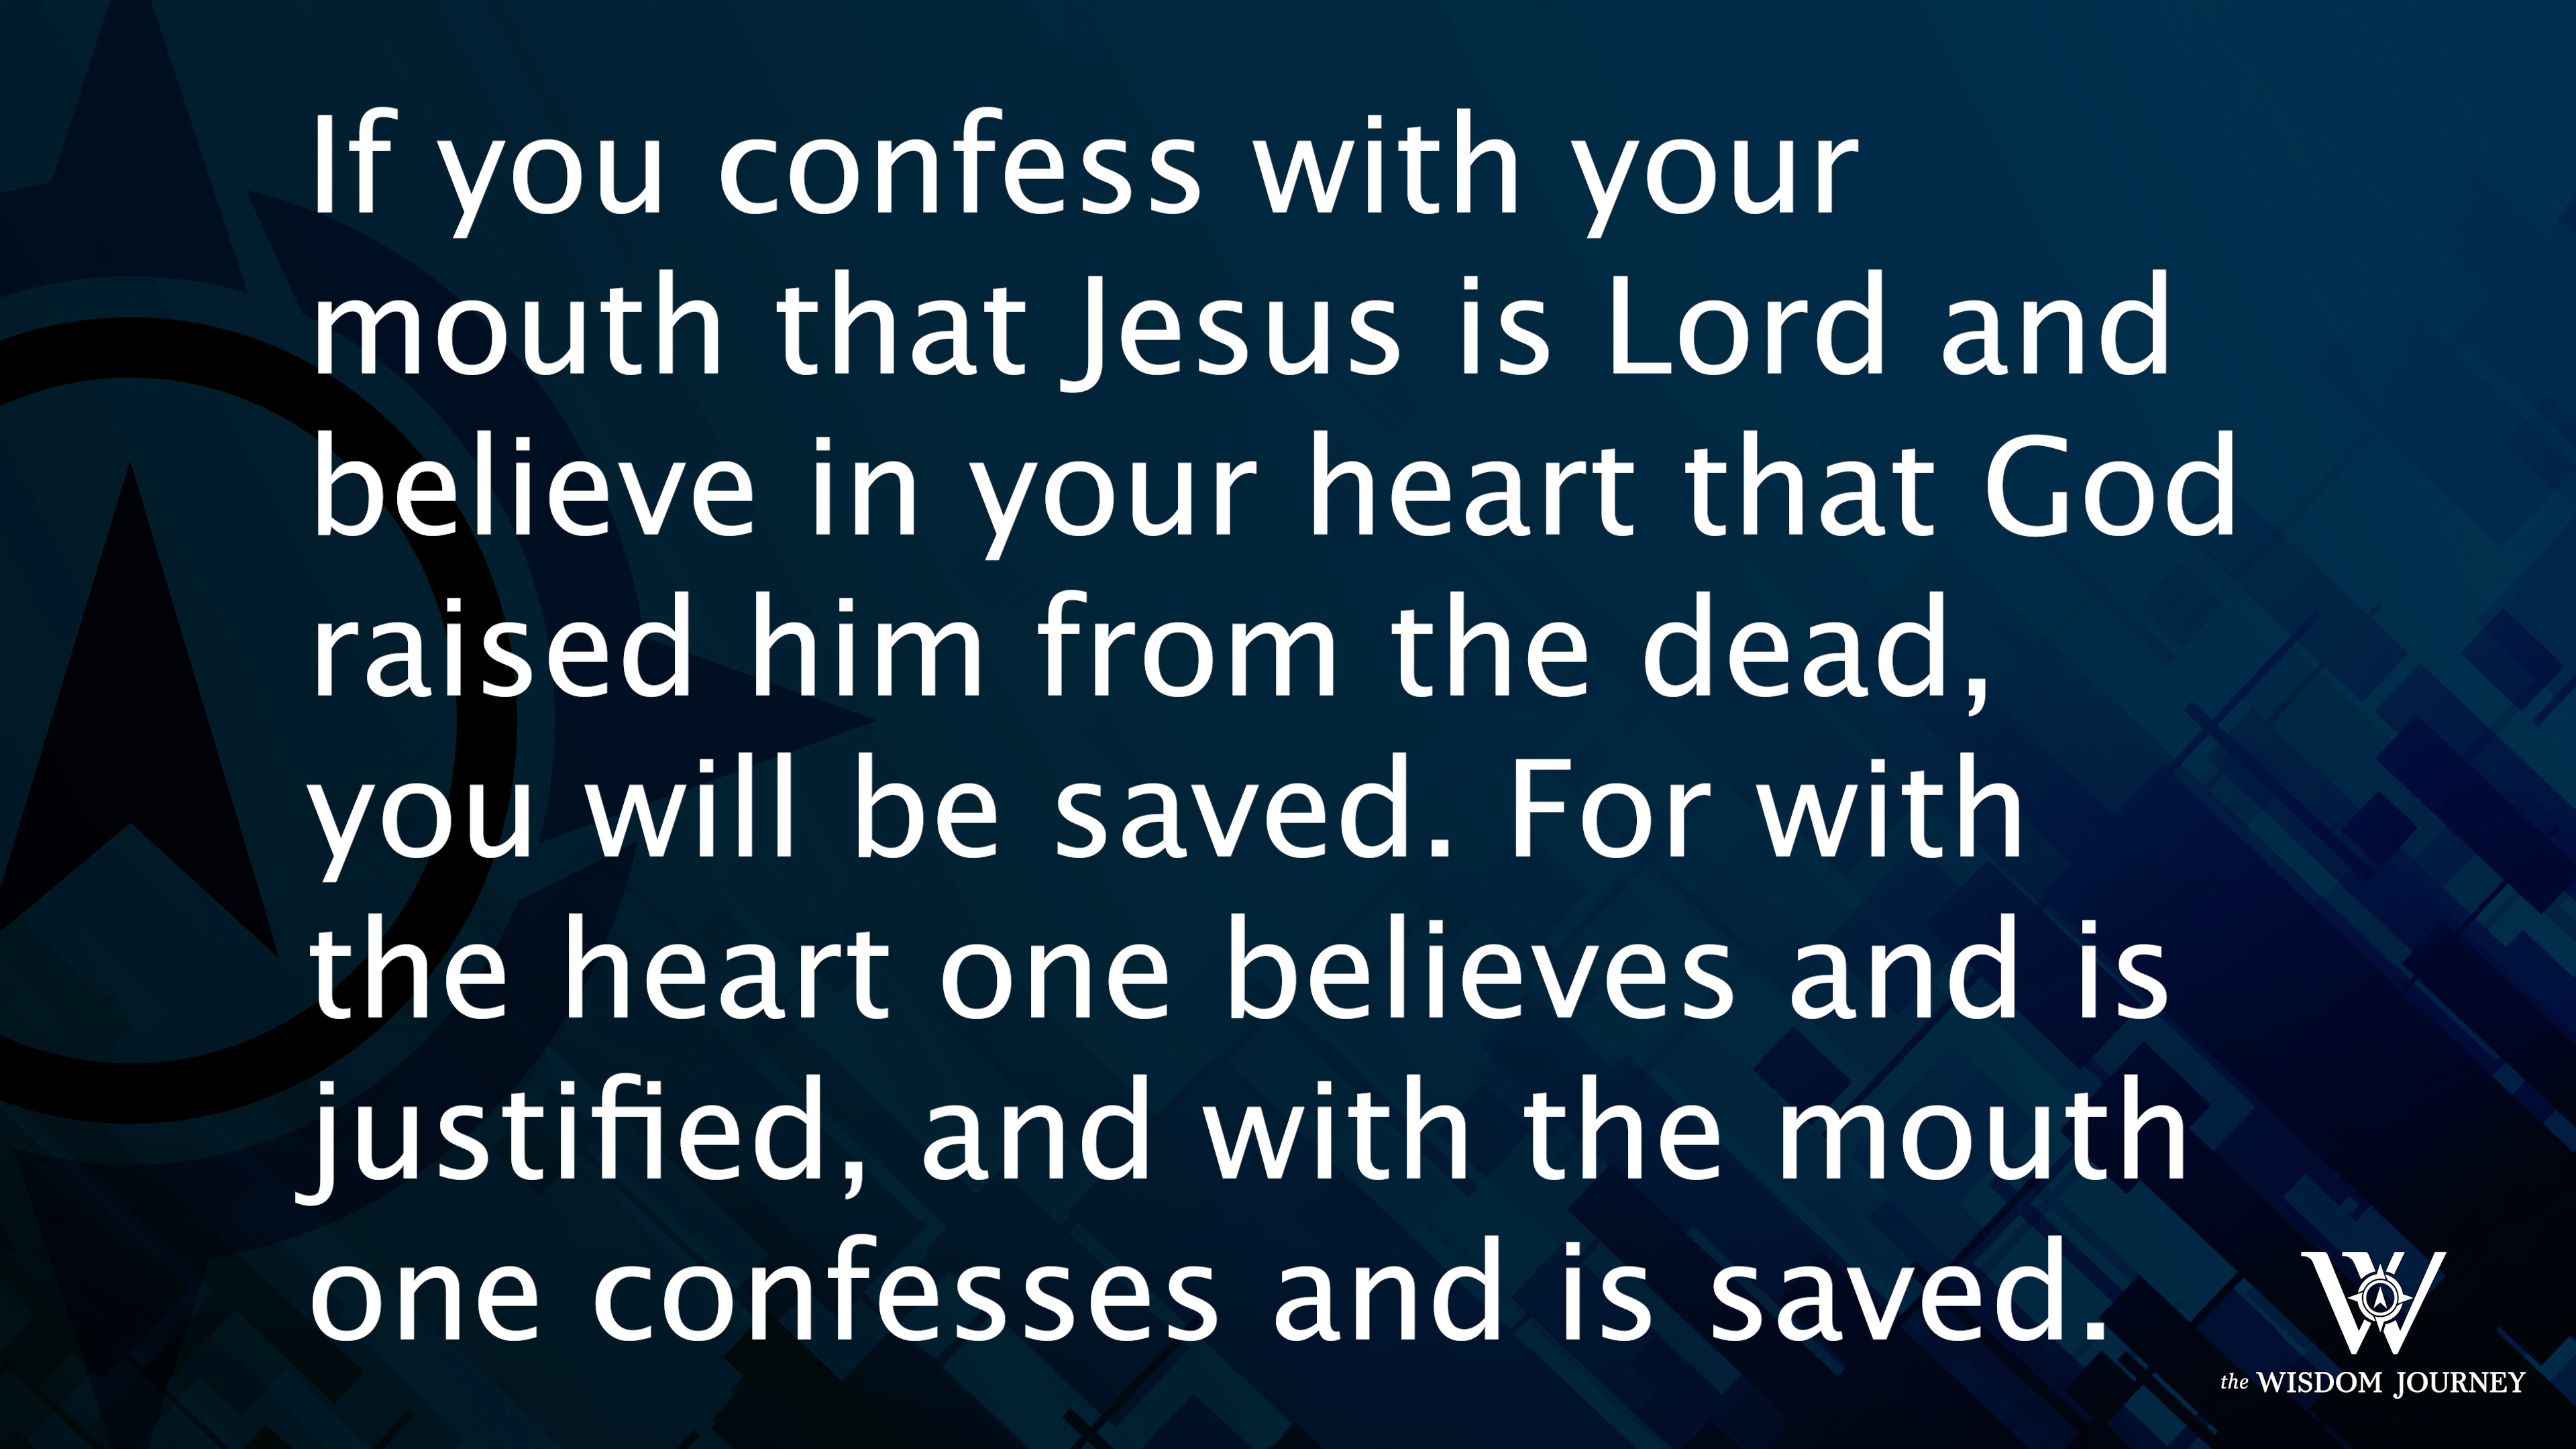 If you confess with your
mouth that Jesus is Lord and
believe in your heart that God
raised him from the dead,
you will be saved. For with
the heart one believes and is
justified, and with the mouth
one confesses and is saved.
W
the WISDOM JOURNEY